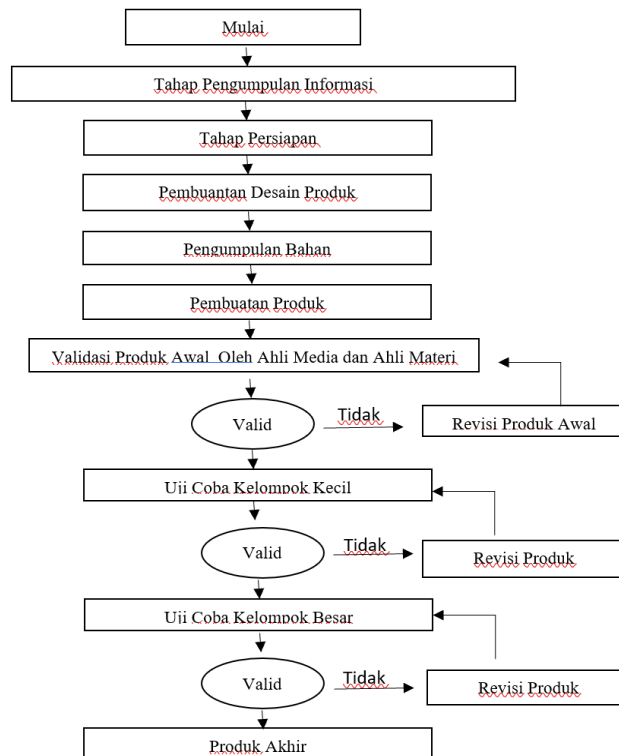 Mulai
Tahap Pengumpulan Informasi
Tahap Persiapan
Pembuantan Desain Produk
Pengumpulan Bahan
Pembuatan Produk
Validasi Produk Awal Oleh Ahli Media dan Ahli Materi
Valid
Tidak
Revisi Produk Awal
Uji Coba Kelompok Kecil
Valid
Tidak
Revisi Produk
Uji Coba Kelompok Besar
Valid
Tidak
Revisi Produk
Produk Akhir